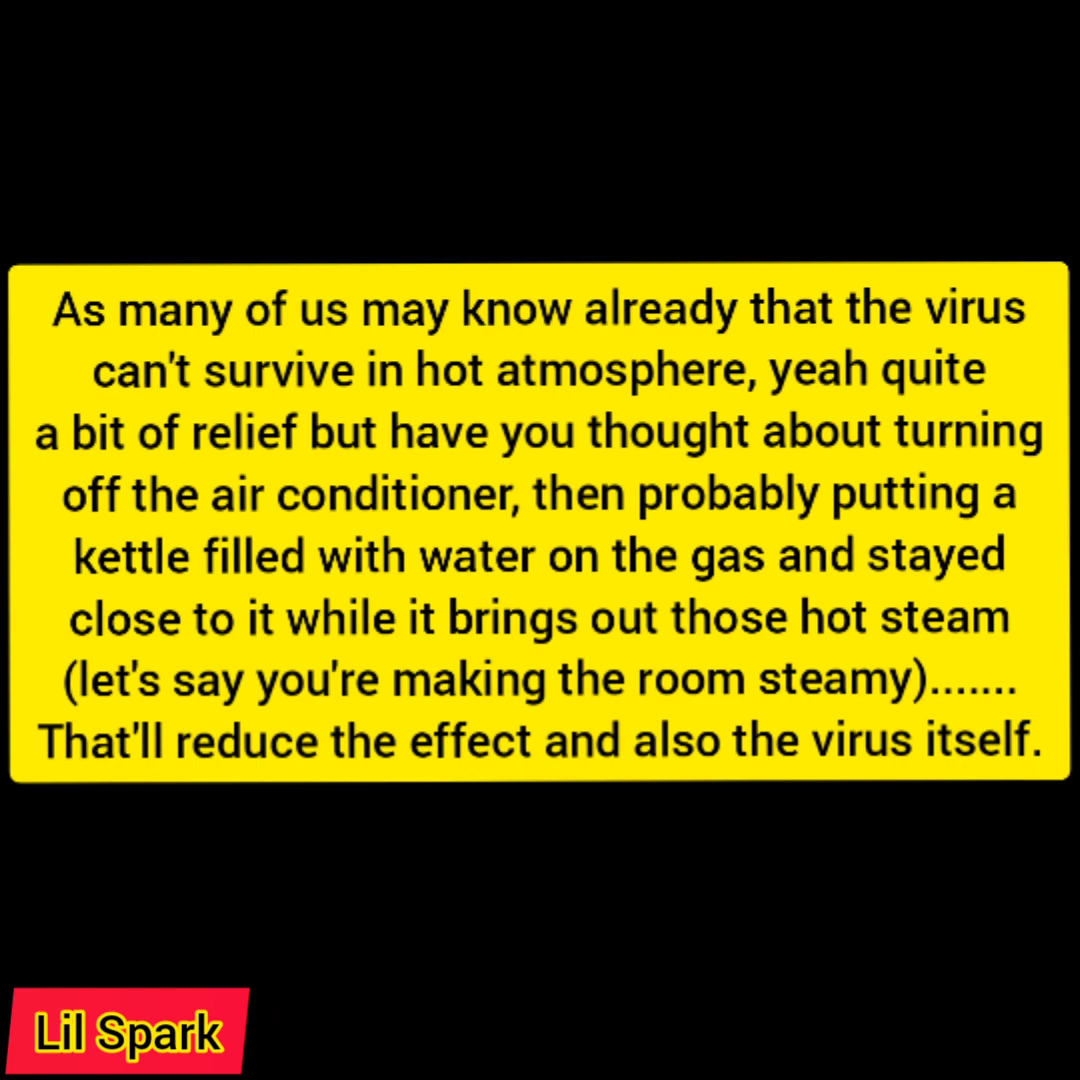 As many of us may know already that the virus
can't survive in hot atmosphere, yeah quite
a bit of relief but have you thought about turning
off the air conditioner, then probably putting a
kettle filled with water on the gas and stayed
close to it while it brings out those hot steam
(let's say you're making the room steamy).......
That'll reduce the effect and also the virus itself.
Lil Spark